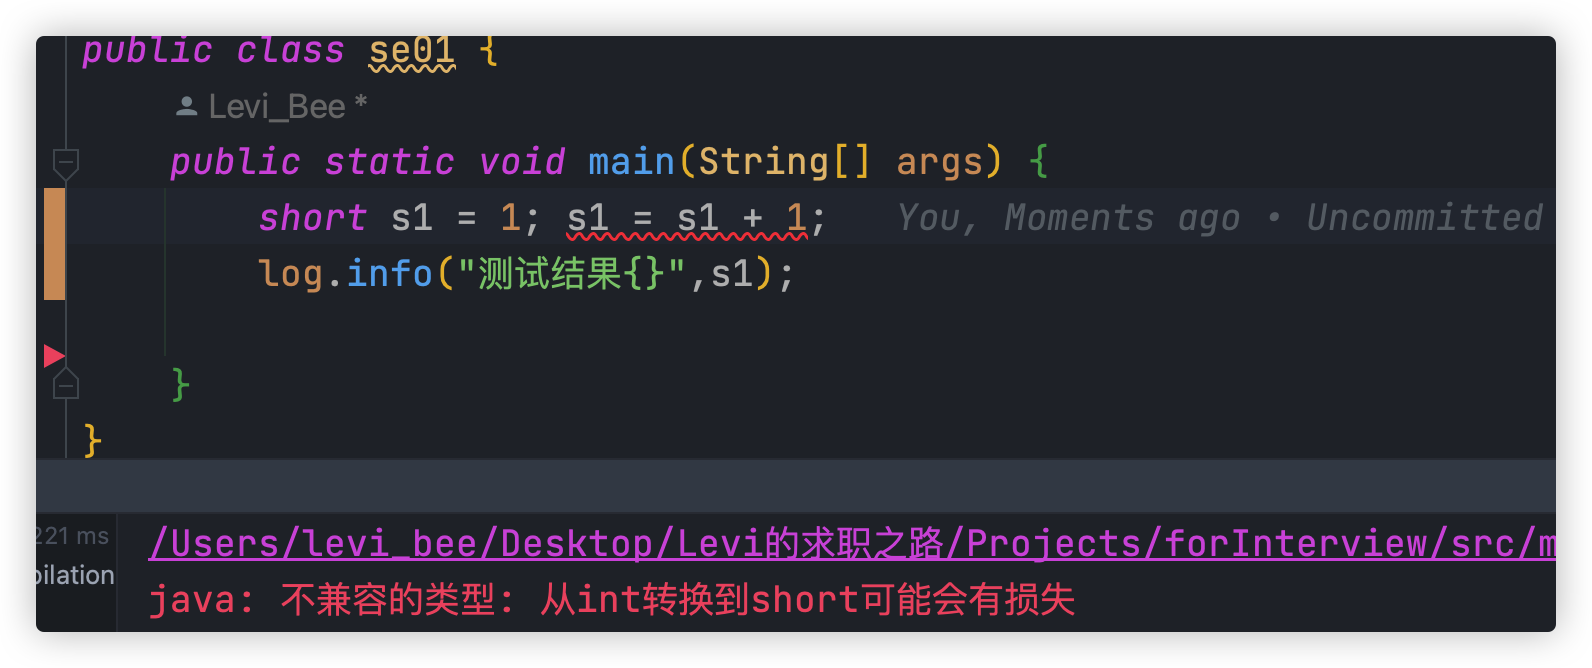 public class se01 {
Levi_Bee *
public static void main(String[] args) {
short s1 = 1; s1 = s1 + 1; You, Moments ago • Uncommitted
log.info("测试结果{}",s1);
}
}
221 ms
/Users/levi_bee/Desktop/Levi的求职之路/Projects/forInterview/src/m
pilation
java: 不兼容的类型: 从int转换到short可能会有损失